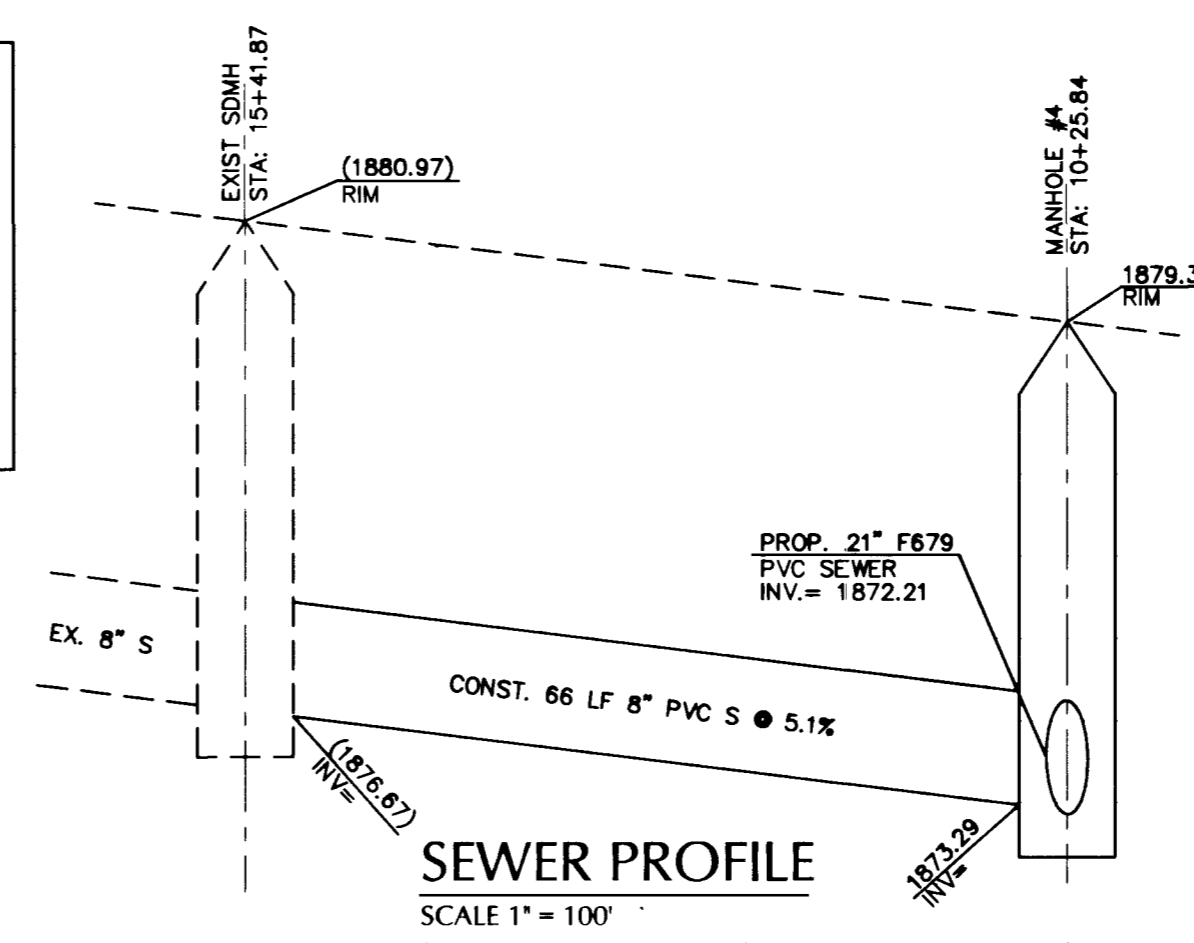 EXIST SDMH
STA: 15+41.87
(1880.97)
RIM
MANHOLE #4
STA: 10+25.84
1879.3
RIM
PROP. 21" F679
PVC SEWER
INV.= 1872.21
EX. 8" S
CONST. 66 LF 8" PVC S @ 5.1%
(1876.67)
INV=
1873.29
INV=
SEWER PROFILE
SCALE 1" = 100'